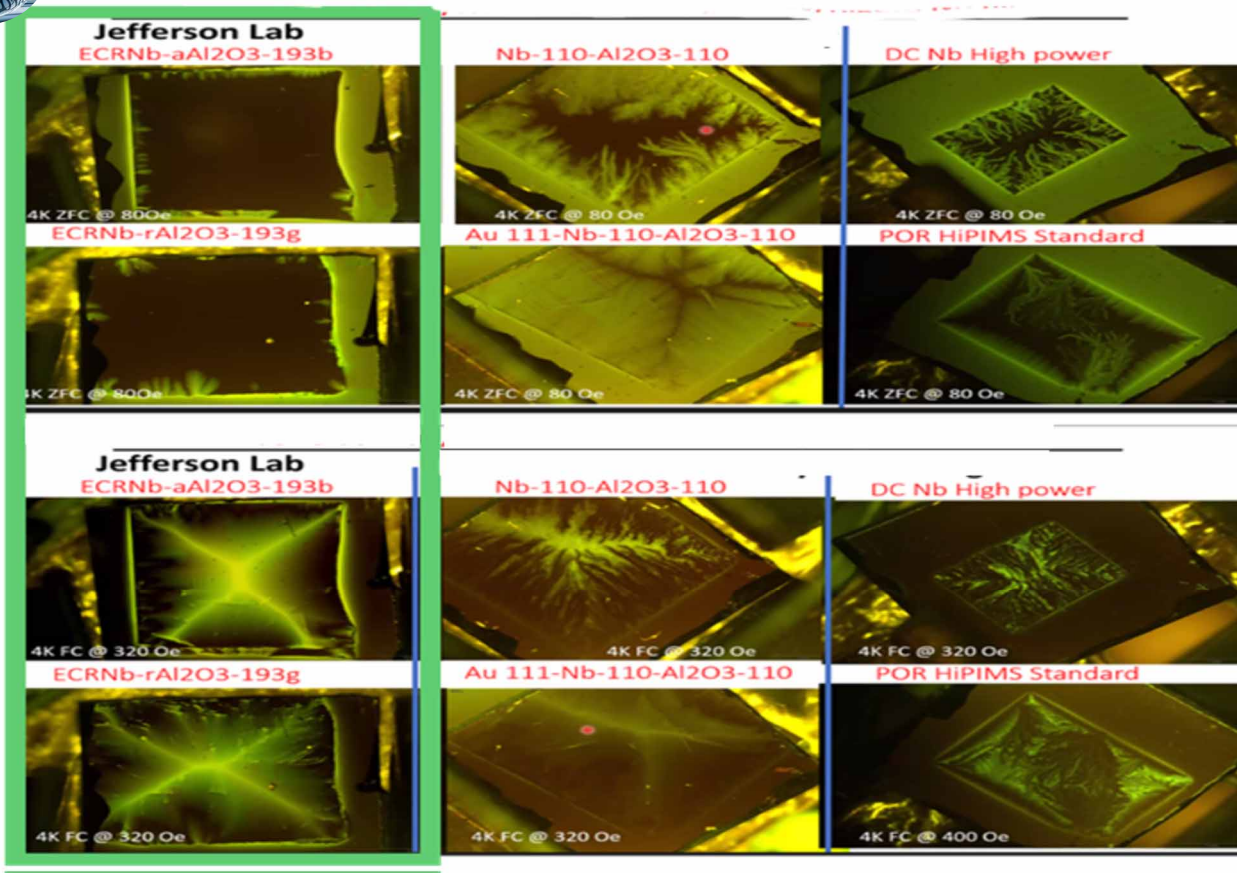 Jefferson Lab
ECRNb-aAl2O3-193b
Nb-110-Al2O3-110
DC Nb High power
4K ZFC @ 80Oe
4K ZFC @ 80 Oe
4K ZFC @ 80 Oe
ECRNb-rAl2O3-193g
Au 111-Nb-110-Al2O3-110
POR HiPIMS Standard
4K ZFC @ 80Oe
4K ZFC @ 80 Oe
4K ZFC @ 80 Oe
Jefferson Lab
ECRNb-aAl2O3-193b
Nb-110-Al2O3-110
DC Nb High power
4K FC @ 320 Oe
4K FC @ 320 Oe
4K FC @ 320 Oe
ECRNb-rAl2O3-193g
Au 111-Nb-110-Al2O3-110
POR HiPIMS Standard
4K FC @ 320 Oe
4K FC @ 320 Oe
4K FC @ 400 Oe